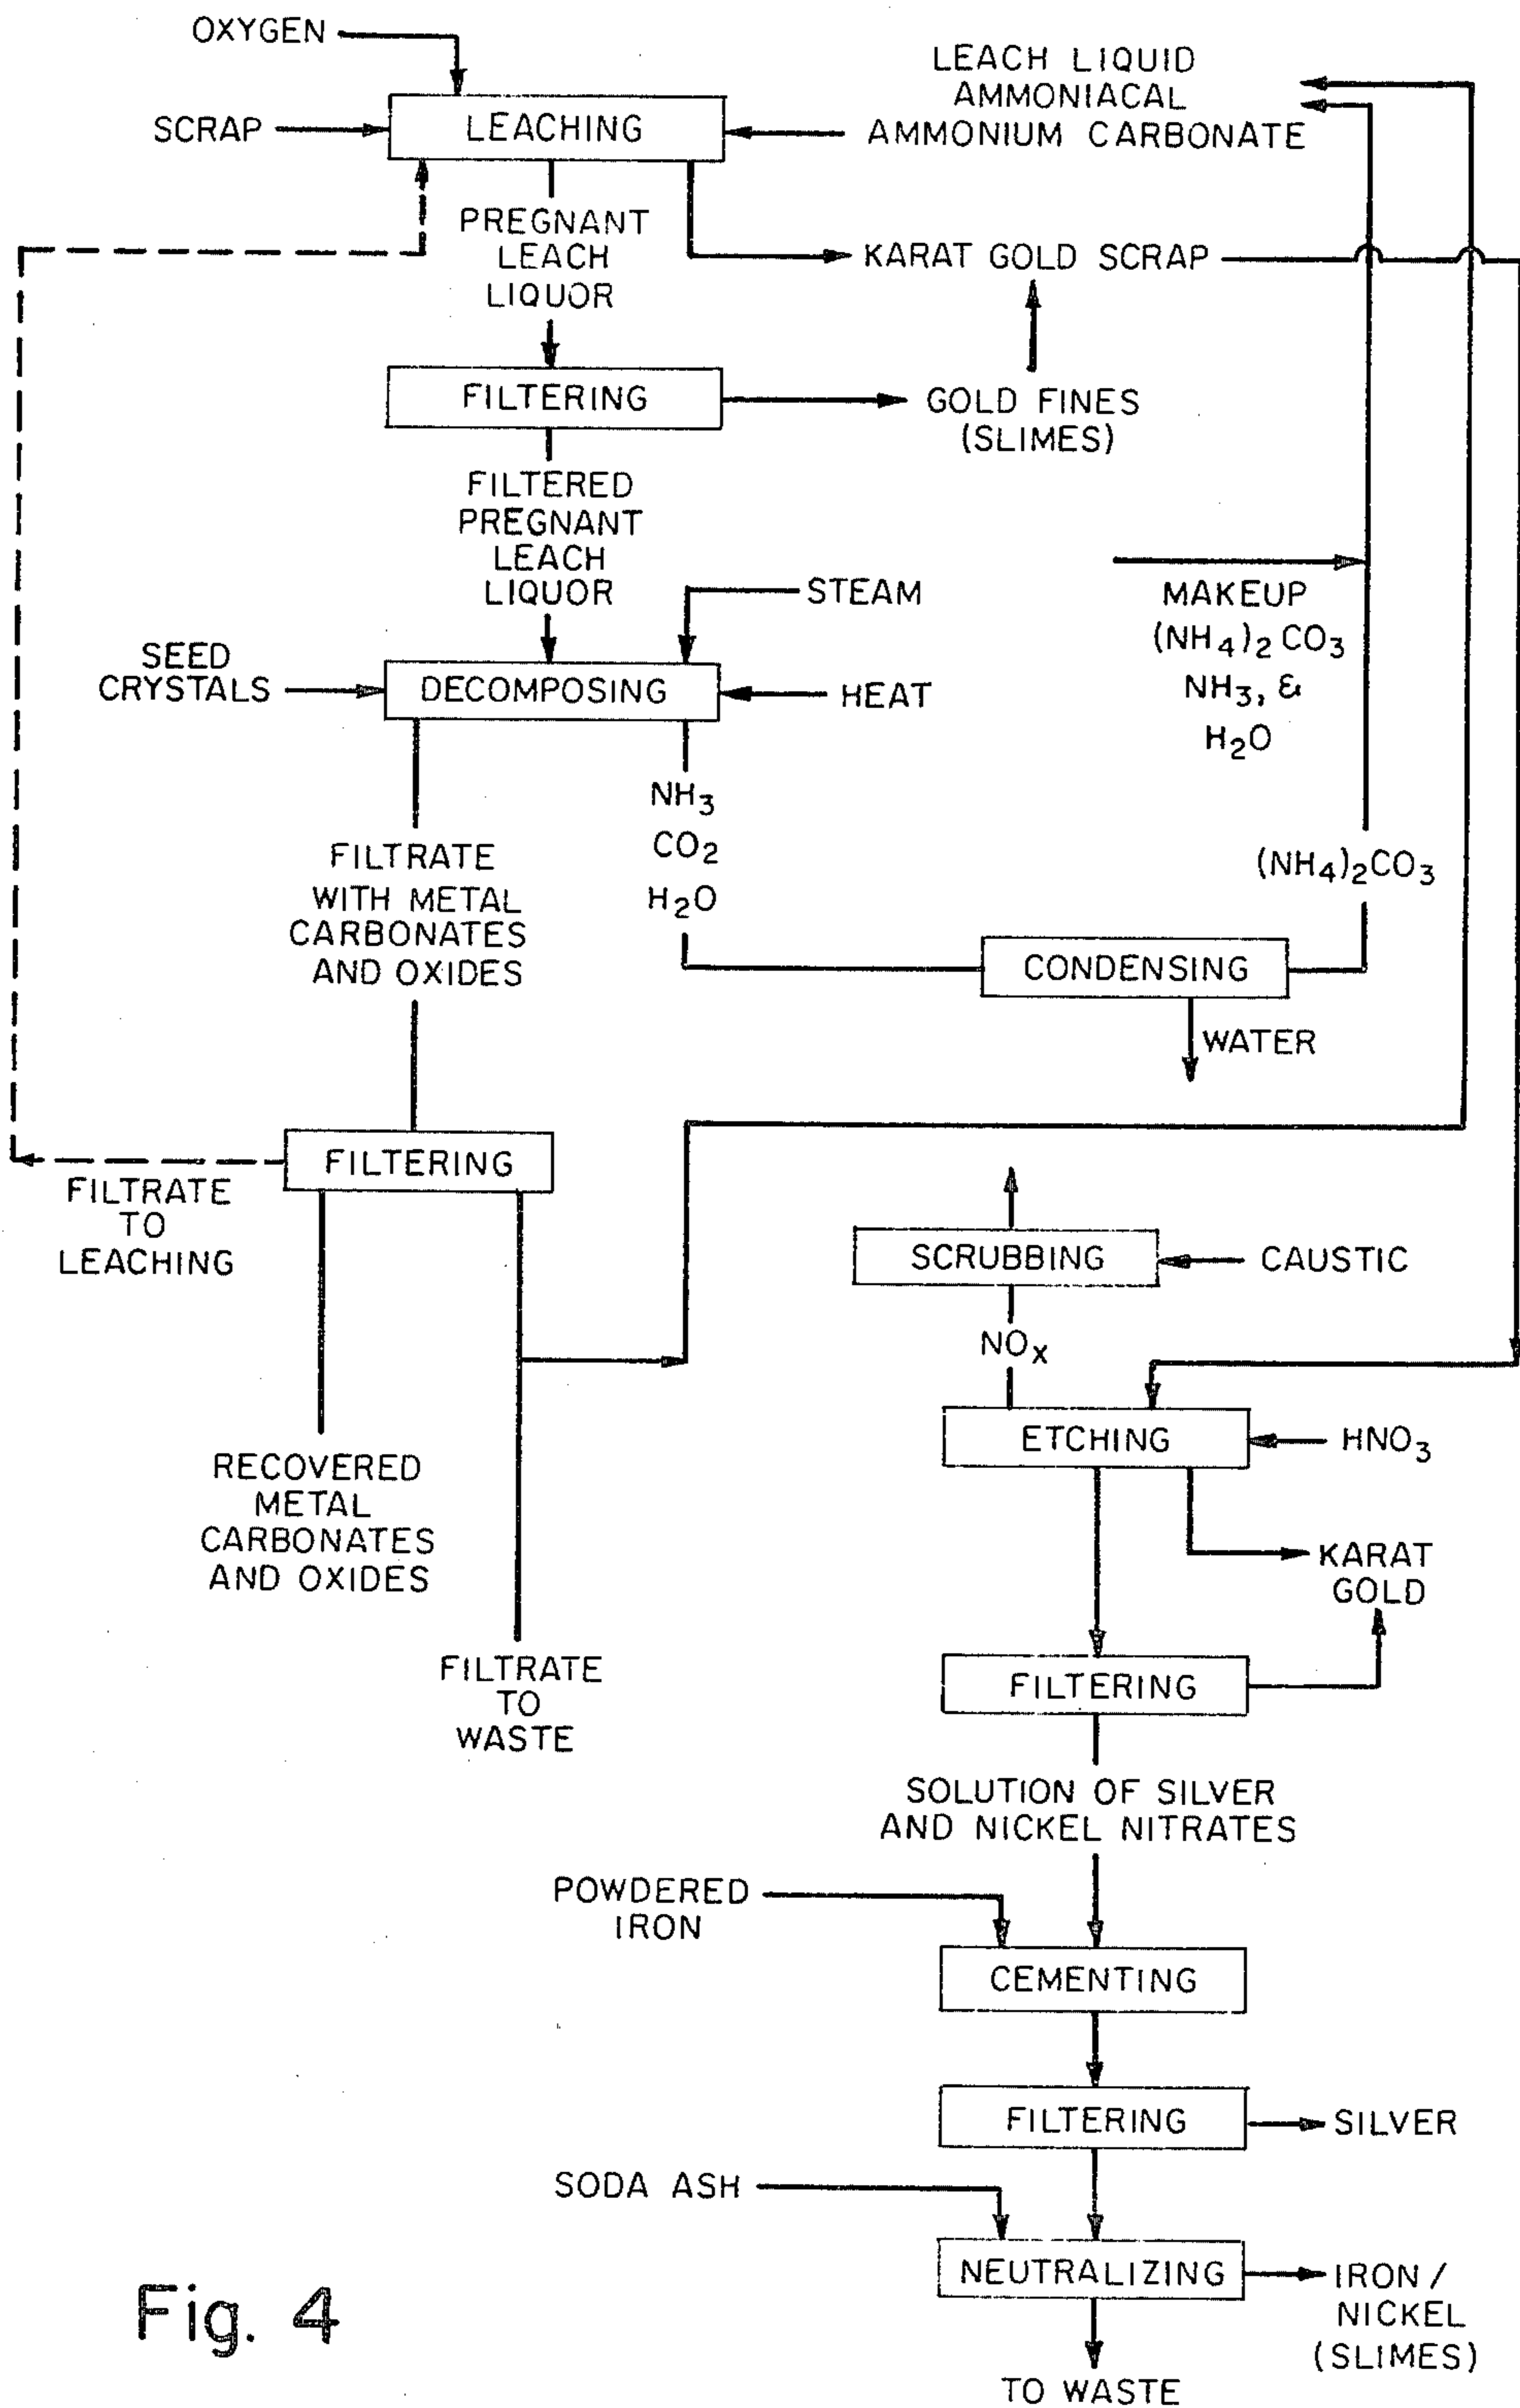 OXYGEN
LEACH LIQUID
AMMONIACAL
AMMONIUM CARBONATE
SCRAP
LEACHING
PREGNANT
LEACH
LIQUOR
KARAT GOLD SCRAP
FILTERING
GOLD FINES
(SLIMES)
FILTERED
PREGNANT
LEACH
LIQUOR
STEAM
MAKEUP
(NH4)2 CO3
NH3, &
H2O
SEED
CRYSTALS
DECOMPOSING
HEAT
NH3
CO2
H2O
FILTRATE
WITH METAL
CARBONATES
AND OXIDES
(NH4)2CO3
CONDENSING
WATER
FILTERING
FILTRATE
TO
LEACHING
SCRUBBING
CAUSTIC
NOX
ETCHING
HNO3
RECOVERED
METAL
CARBONATES
AND OXIDES
KARAT
GOLD
FILTRATE
TO
WASTE
FILTERING
SOLUTION OF SILVER
AND NICKEL NITRATES
POWDERED
IRON
CEMENTING
FILTERING
SILVER
SODA ASH
NEUTRALIZING
IRON/
NICKEL
(SLIMES)
TO WASTE
Fig. 4